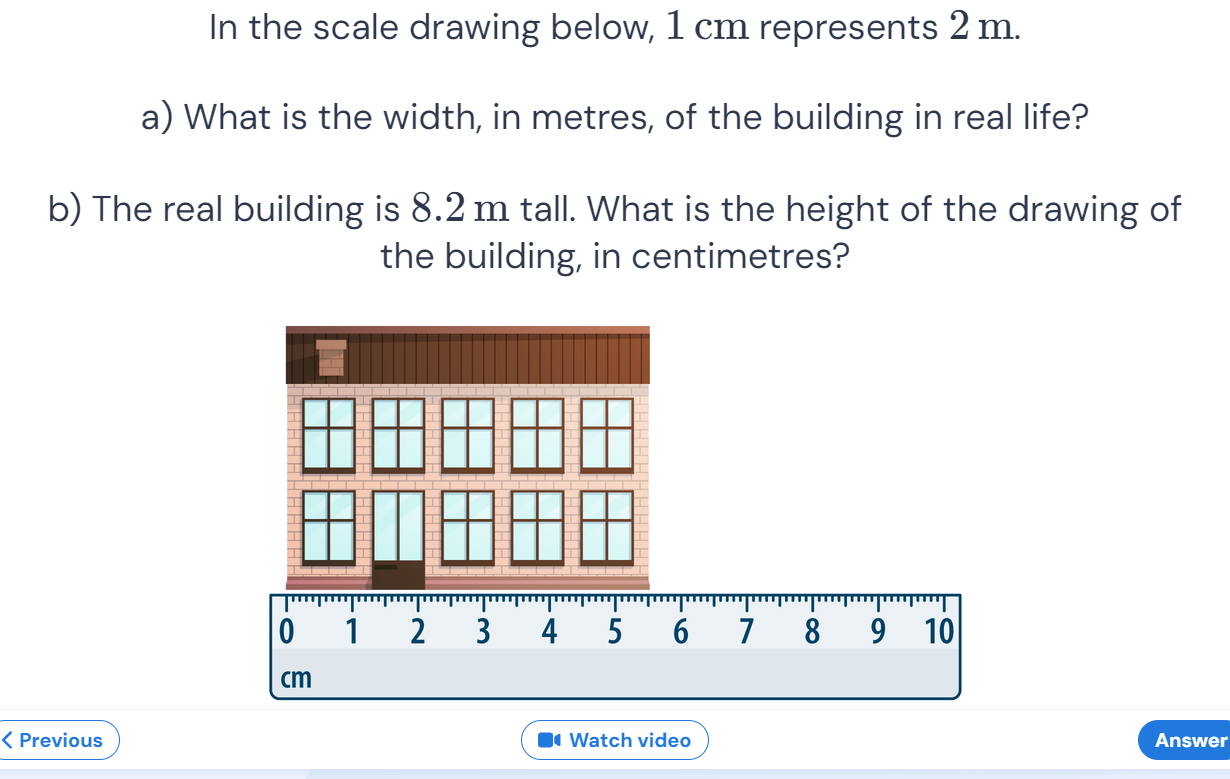 In the scale drawing below, 1 cm represents 2 m.
a) What is the width, in metres, of the building in real life?
b) The real building is 8.2 m tall. What is the height of the drawing of
the building, in centimetres?
0 1 2 3 4 5 6 7 8 9 10
cm
< Previous
Watch video
Answer